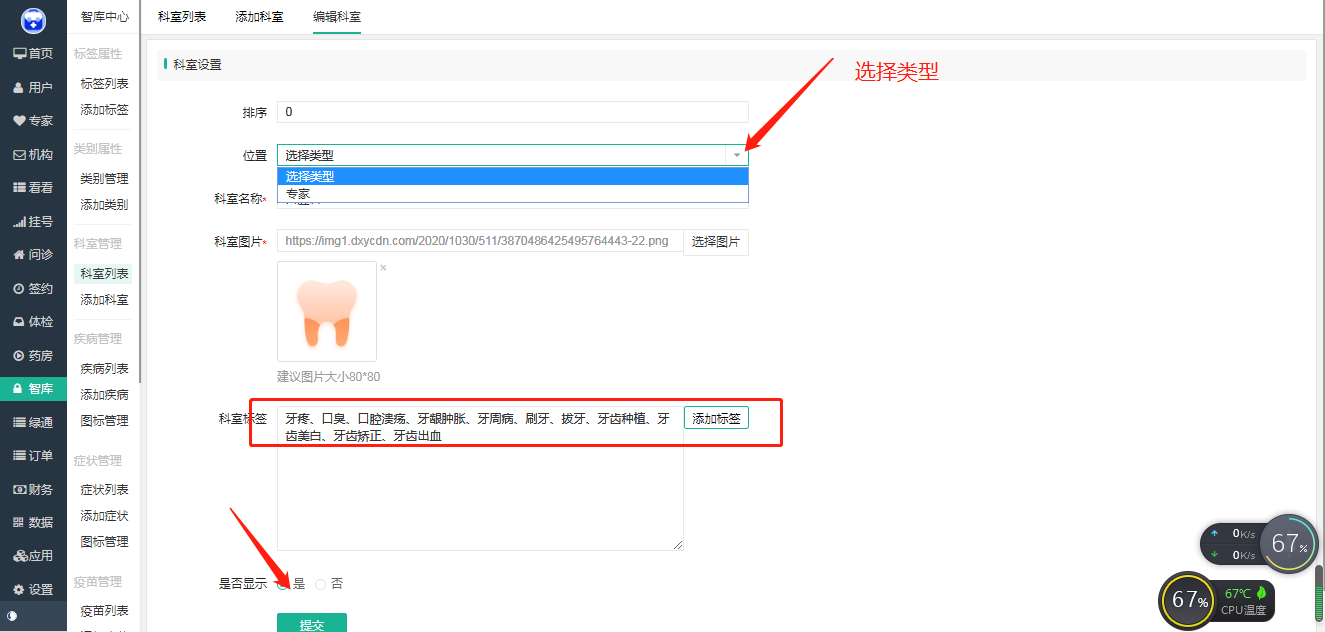 智库中心
科室列表
添加科室
编辑科室
首页
用户
专家
机构
看看
挂号
问诊
签约
体检
药房
智库
绿通
订单
财务
数据
应用
设置
标签属性
标签列表
添加标签
类别属性
类别管理
添加类别
科室管理
科室列表
添加科室
疾病管理
疾病列表
添加疾病
图标管理
症状管理
症状列表
添加症状
图标管理
疫苗管理
疫苗列表
科室设置
选择类型
排序
0
位置
选择类型
选择类型
专家
科室名称*
科室图片*
https://img1.dxycdn.com/2020/1030/511/3870486425495764443-22.png
选择图片
×
建议图片大小80*80
科室标签
牙疼、口臭、口腔溃疡、牙龈肿胀、牙周病、刷牙、拔牙、牙齿种植、牙
齿美白、牙齿矫正、牙齿出血
添加标签
是否显示
是
否
提交
0K/s
0K/s
67%
67%
67℃
CPU温度